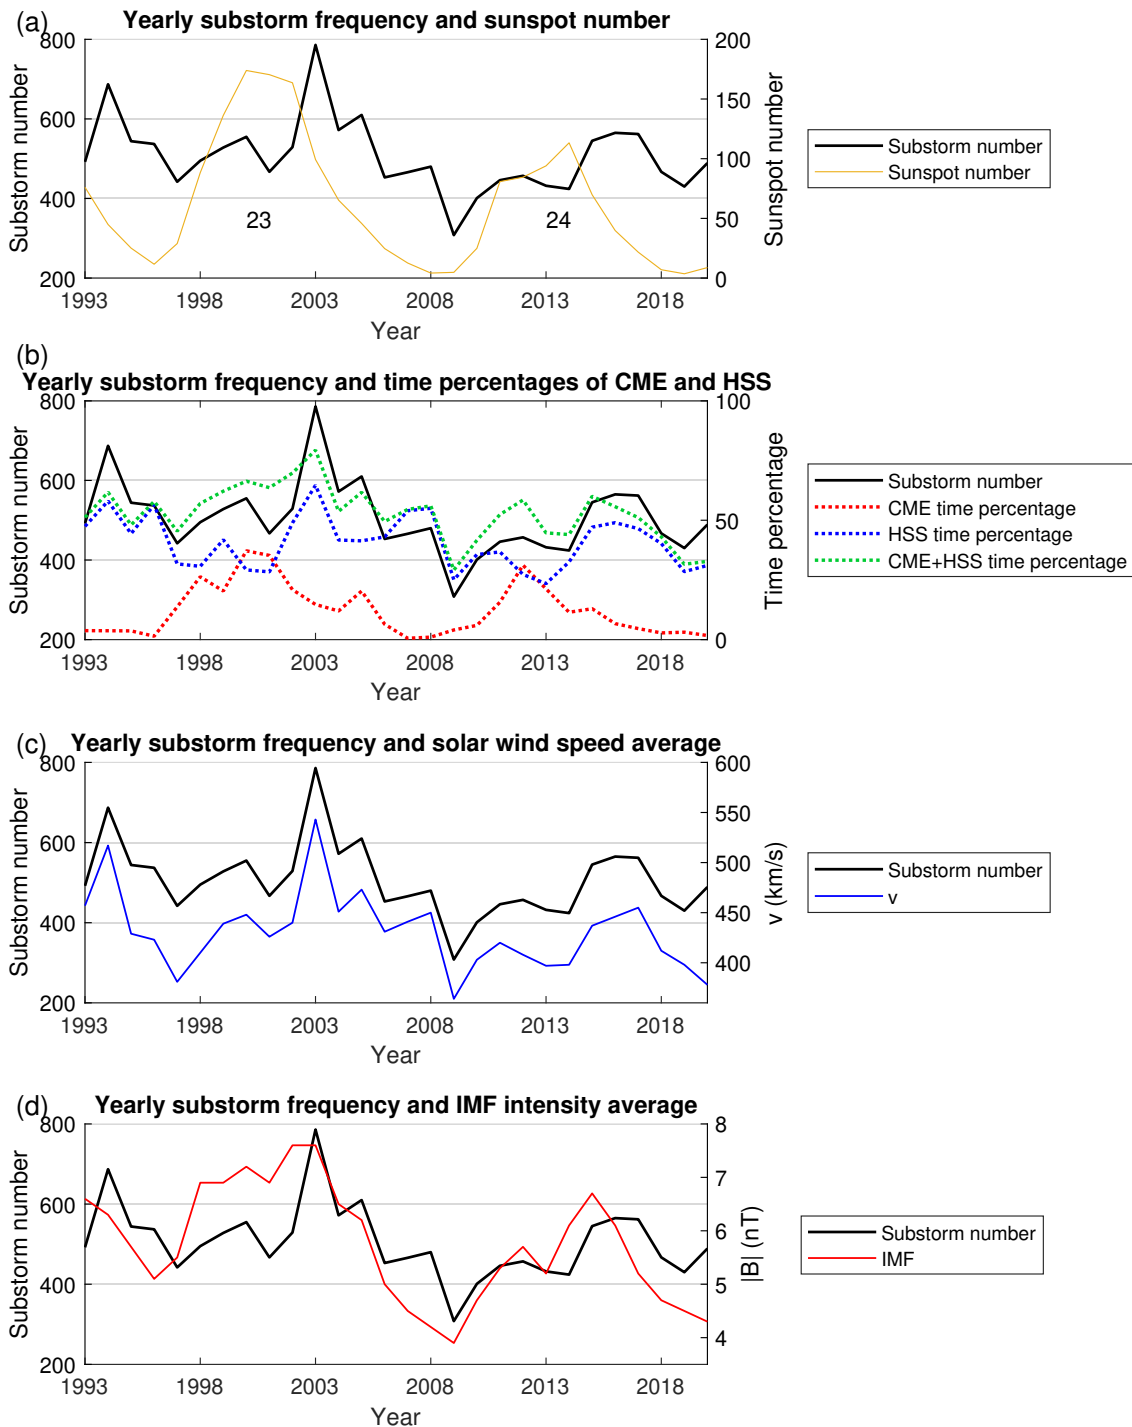 (a)
Yearly substorm frequency and sunspot number
800
600
400
200
Substorm number
200
150
100
50
0
Sunspot number
23
24
1993
1998
2003
2008
2013
2018
Year
Substorm number
Sunspot number
(b)
Yearly substorm frequency and time percentages of CME and HSS
800
600
400
200
Substorm number
100
50
0
Time percentage
1993
1998
2003
2008
2013
2018
Year
Substorm number
CME time percentage
HSS time percentage
CME+HSS time percentage
(c)
Yearly substorm frequency and solar wind speed average
800
600
400
200
Substorm number
600
550
500
450
400
v (km/s)
1993
1998
2003
2008
2013
2018
Year
Substorm number
v
(d)
Yearly substorm frequency and IMF intensity average
800
600
400
200
Substorm number
8
7
6
5
4
|B| (nT)
1993
1998
2003
2008
2013
2018
Year
Substorm number
IMF